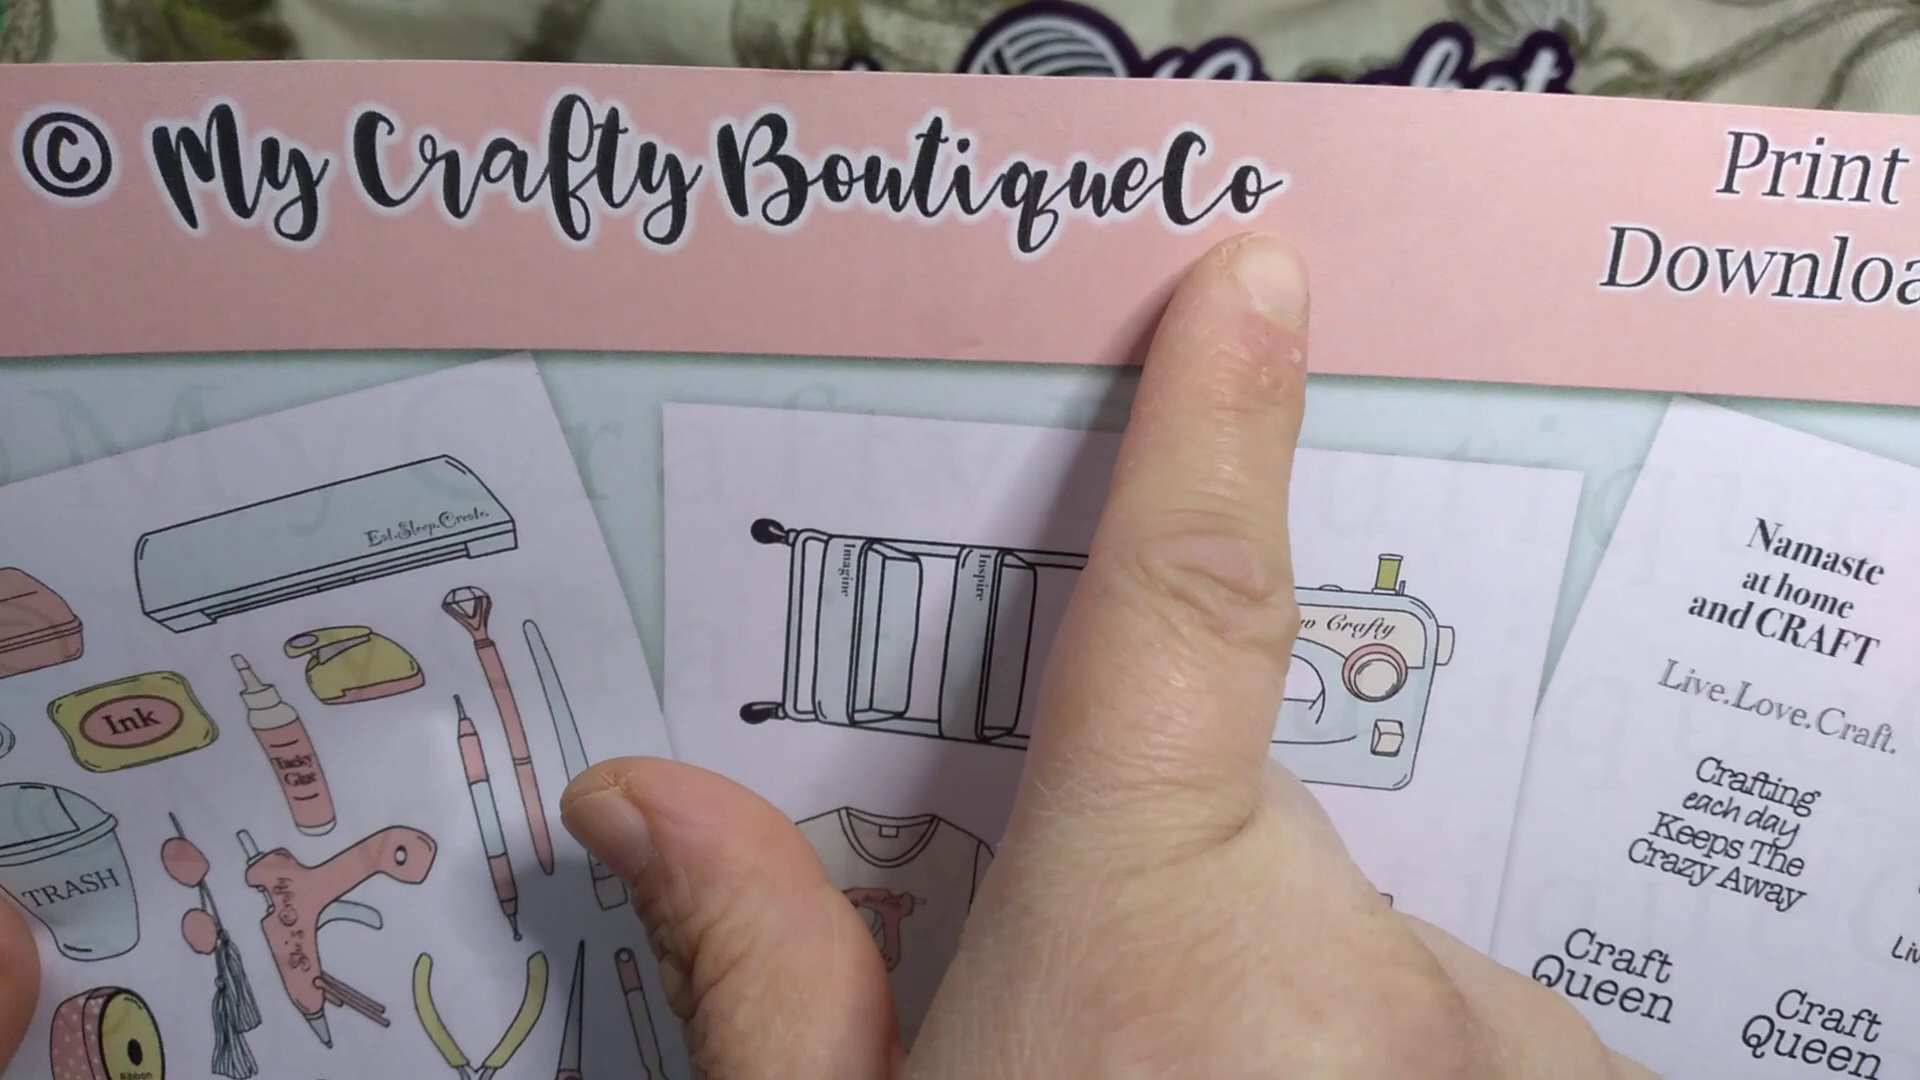 © My Crafty BoutiqueCo
Print
Eat.Sleep.Create.
Imagine
Inspire
Crafty
Ink
Tacky
Glue
TRASH
She's Crafty
Ribbon
Namaste
at home
and CRAFT
Live.Love.Craft.
Crafting
each day
Keeps The
Crazy Away
Craft
Queen
Craft
Queen